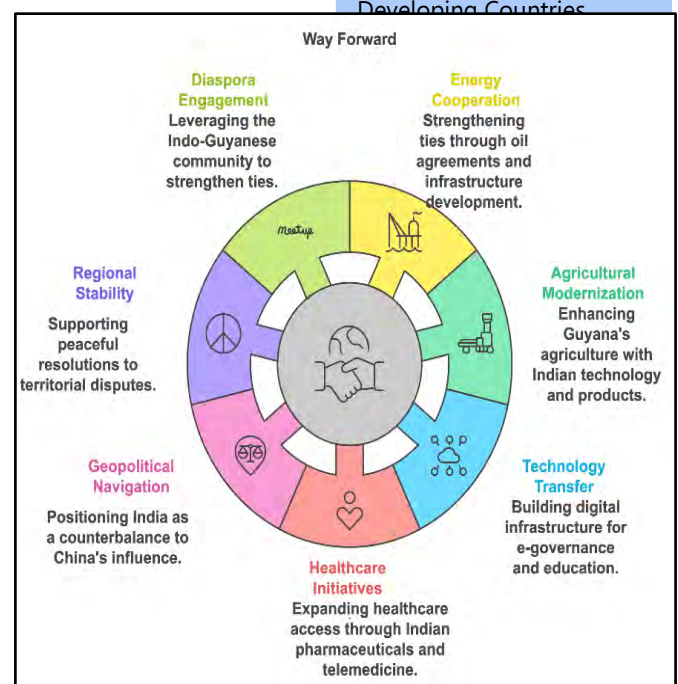 Developing Countries
Way Forward
Diaspora
Engagement
Leveraging the
Indo-Guyanese
community to
strengthen ties.
Energy
Cooperation
Strengthening
ties through oil
agreements and
infrastructure
development.
meetup
Regional
Stability
Supporting
peaceful
resolutions to
territorial disputes.
Agricultural
Modernization
Enhancing
Guyana's
agriculture with
Indian technology
and products.
Geopolitical
Navigation
Positioning India as
a counterbalance to
China's influence.
Technology
Transfer
Building digital
infrastructure for
e-governance
and education.
Healthcare
Initiatives
Expanding healthcare
access through Indian
pharmaceuticals and
telemedicine.